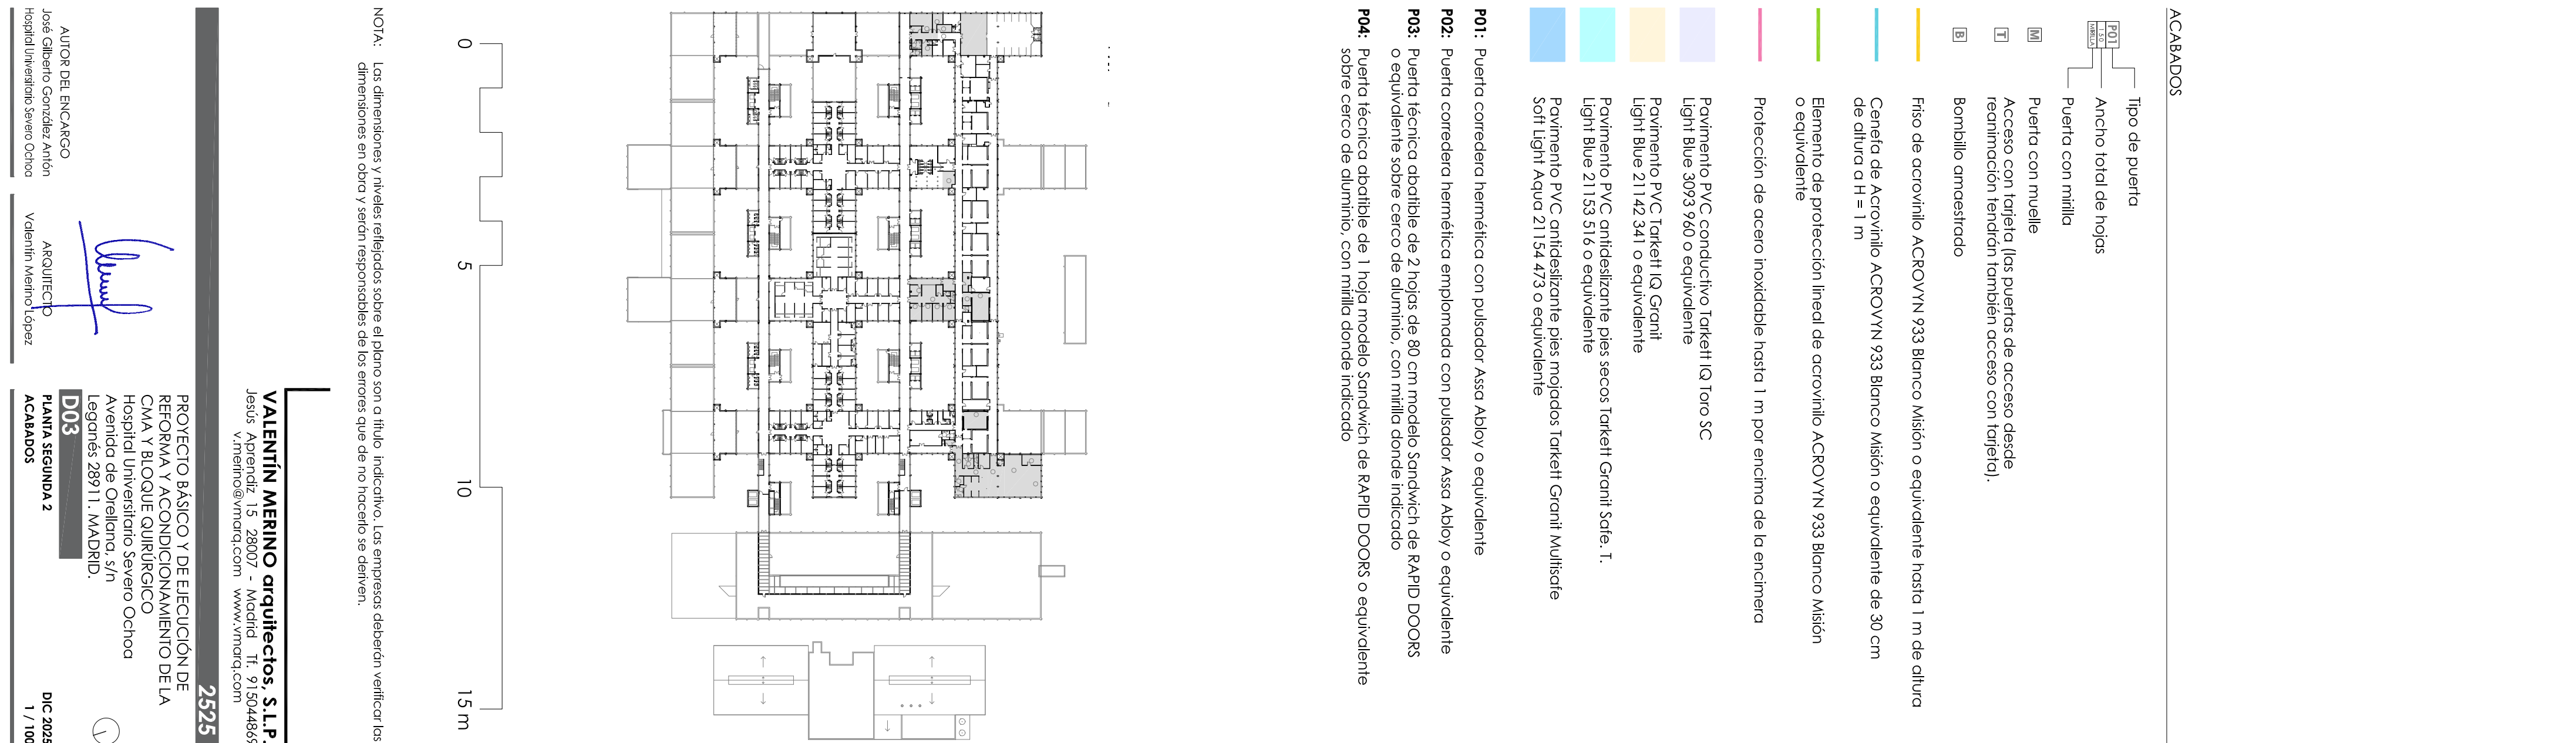 ACABADOS
P01
150
MIRILLA
Tipo de puerta
Ancho total de hojas
Puerta con mirilla
M
Puerta con muelle
T
Acceso con tarjeta (las puertas de acceso desde
reanimación tendrán también acceso con tarjeta).
B
Bombillo amaestrado
Friso de acrovinilo ACROVYN 933 Blanco Misión o equivalente hasta 1 m de altura
Cenefa de Acrovinilo ACROVYN 933 Blanco Misión o equivalente de 30 cm
de altura a H = 1 m
Elemento de protección lineal de acrovinilo ACROVYN 933 Blanco Misión
o equivalente
Protección de acero inoxidable hasta 1 m por encima de la encimera
Pavimento PVC conductivo Tarkett IQ Toro SC
Light Blue 3093 960 o equivalente
Pavimento PVC Tarkett IQ Granit
Light Blue 21142 341 o equivalente
Pavimento PVC antideslizante pies secos Tarkett Granit Safe. T.
Light Blue 21153 516 o equivalente
Pavimento PVC antideslizante pies mojados Tarkett Granit Multisafe
Soft Light Aqua 21154 473 o equivalente
P01: Puerta corredera hermética con pulsador Assa Abloy o equivalente
P02: Puerta corredera hermética emplomada con pulsador Assa Abloy o equivalente
P03: Puerta técnica abatible de 2 hojas de 80 cm modelo Sandwich de RAPID DOORS
o equivalente sobre cerco de aluminio, con mirilla donde indicado
P04: Puerta técnica abatible de 1 hoja modelo Sandwich de RAPID DOORS o equivalente
sobre cerco de aluminio, con mirilla donde indicado
0 5 10 15 m
NOTA: Las dimensiones y niveles reflejados sobre el plano son a título indicativo. Las empresas deberán verificar las
dimensiones en obra y serán responsables de los errores que de no hacerlo se deriven.
VALENTÍN MERINO arquitectos, S.L.P.
Jesús Aprendiz 15 28007 - Madrid Tf. 915044869
v.merino@vmarq.com www.vmarq.com
2525
PROYECTO BÁSICO Y DE EJECUCIÓN DE
REFORMA Y ACONDICIONAMIENTO DE LA
CMA Y BLOQUE QUIRÚRGICO
Hospital Universitario Severo Ochoa
Avenida de Orellana, s/n
Leganés 28911. MADRID.
D03
PLANTA SEGUNDA 2
ACABADOS
DIC 2025
1 / 100
AUTOR DEL ENCARGO
José Gilberto González Antón
Hospital Universitario Severo Ochoa
ARQUITECTO
Valentín Merino López